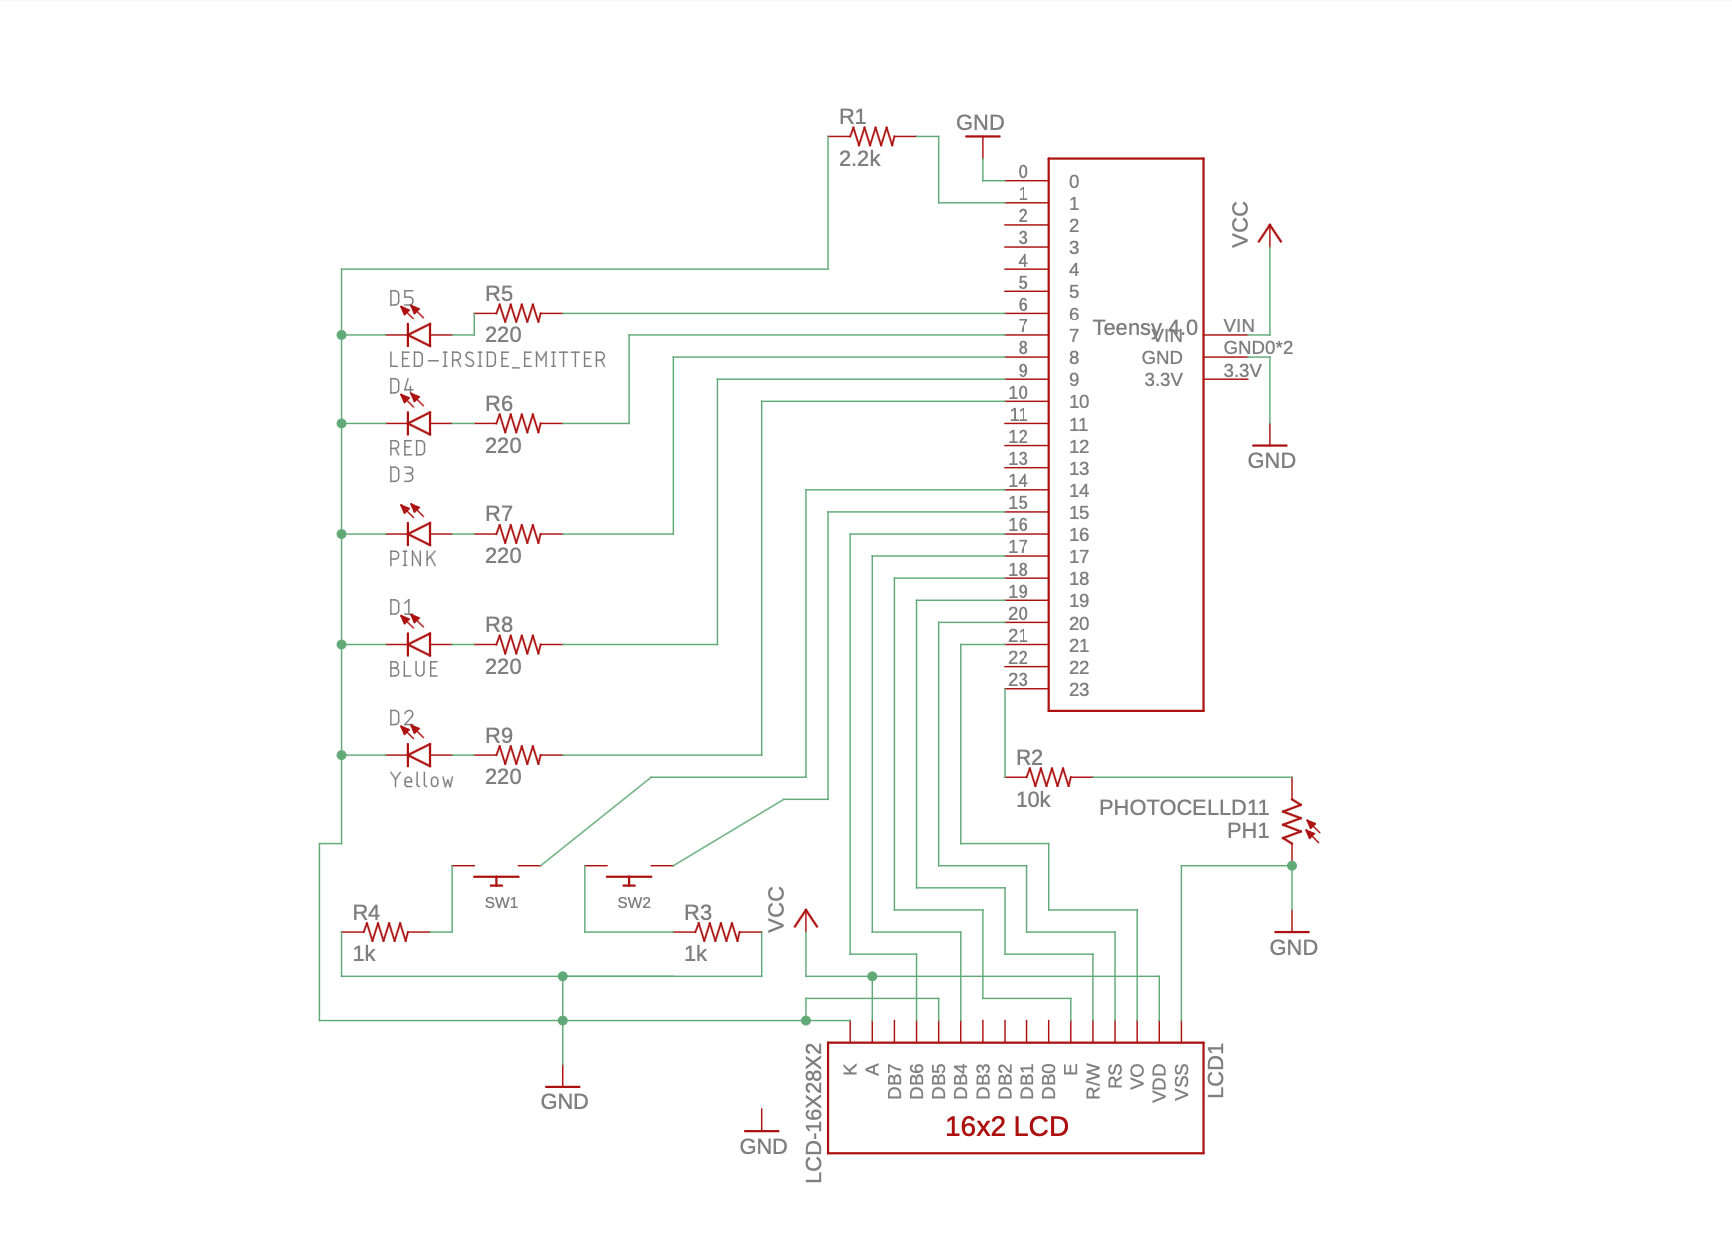 R1
2.2k
GND
0
1
2
3
4
5
6
7
8
9
10
11
12
13
14
15
16
17
18
19
20
21
22
23
0
1
2
3
4
5
6
7
8
9
10
11
12
13
14
15
16
17
18
19
20
21
22
23
Teensy 4.0
VIN
GND
3.3V
VIN
GND0*2
3.3V
VCC
GND
D5
LED-IRSIDE_EMITTER
R5
220
D4
RED
R6
220
D3
PINK
R7
220
D1
BLUE
R8
220
D2
Yellow
R9
220
R2
10k
PHOTOCELLD11
PH1
GND
SW1
SW2
R4
1k
R3
1k
VCC
GND
GND
LCD-16X28X2
K
A
DB7
DB6
DB5
DB4
DB3
DB2
DB1
DB0
E
R/W
RS
VO
VDD
VSS
LCD1
16x2 LCD